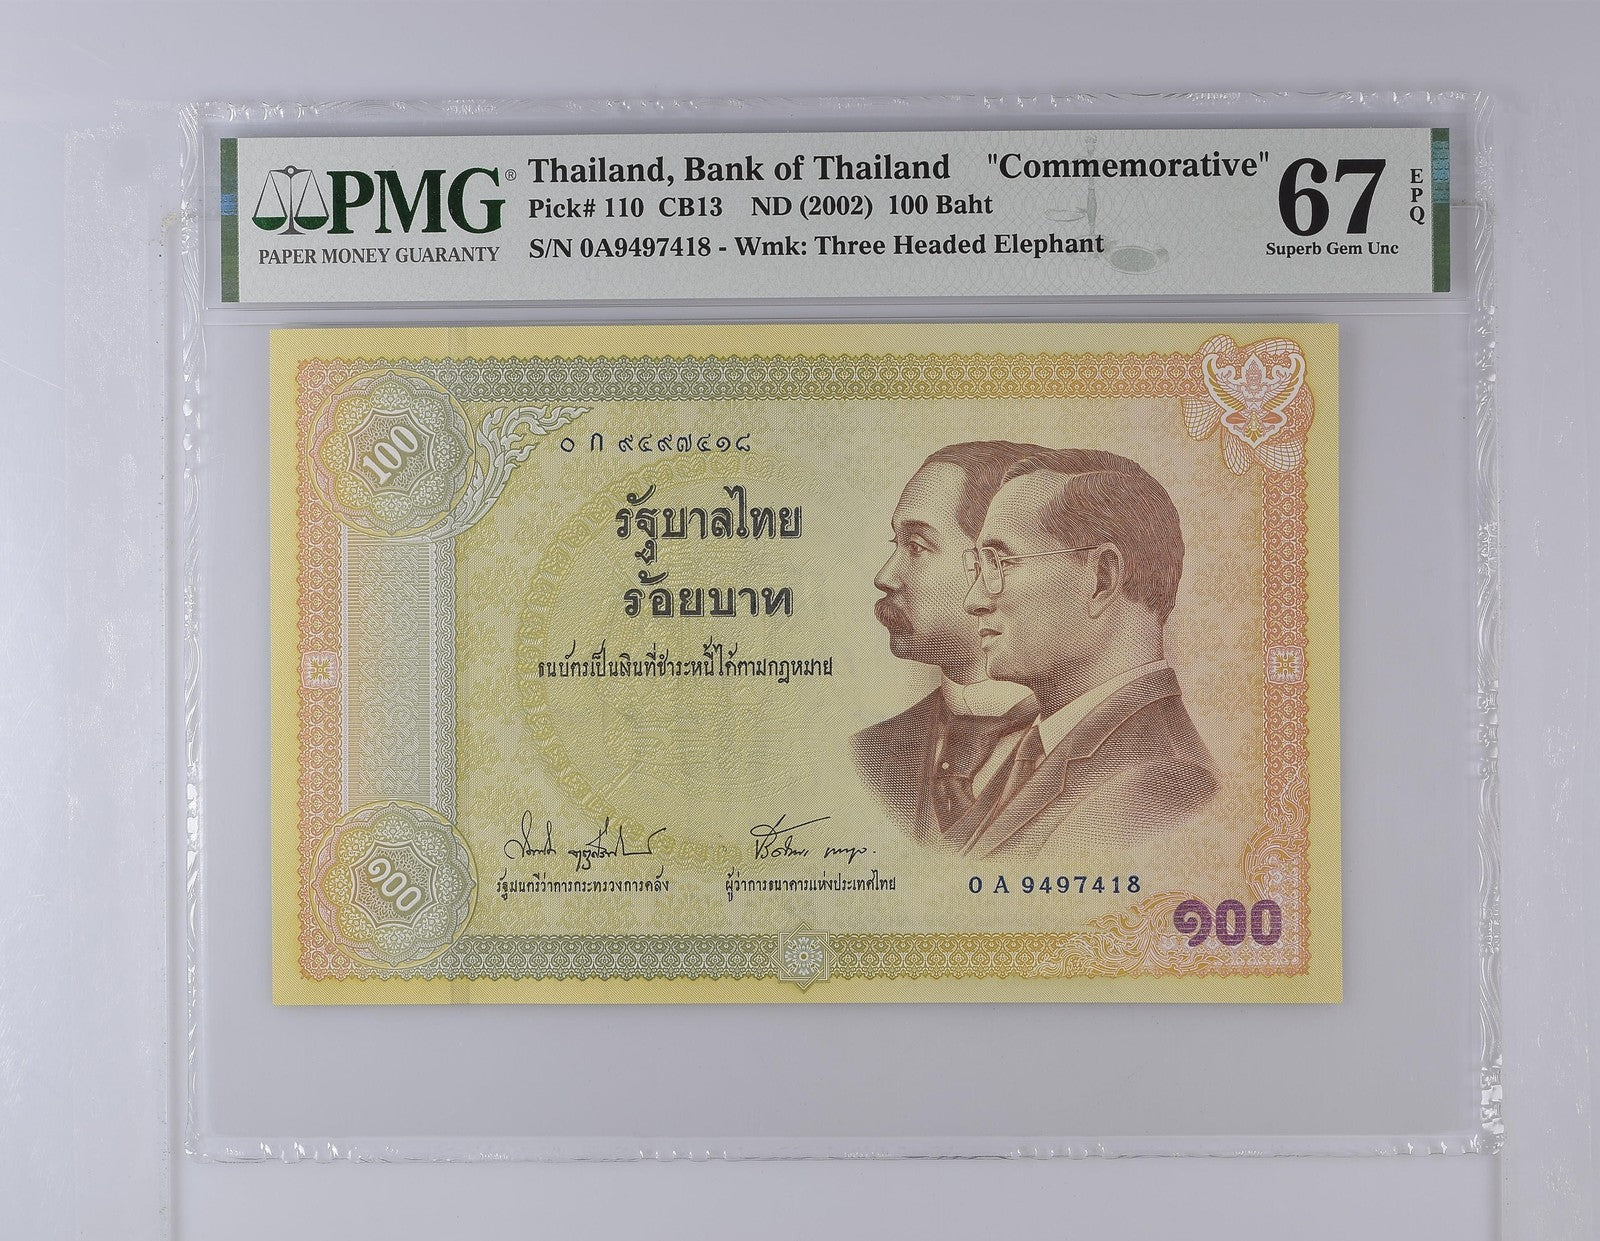 PMG®
PAPER MONEY GUARANTY
Thailand, Bank of Thailand "Commemorative"
Pick# 110 CB13 ND (2002) 100 Baht
S/N 0A9497418 - Wmk: Three Headed Elephant
67
EPQ
Superb Gem Unc
100
๐ ก ๙๔๙๗๔๑๘
รัฐบาลไทย
ร้อยบาท
ธนบัตรเป็นเงินที่ชำระหนี้ได้ตามกฎหมาย
รัฐมนตรีว่าการกระทรวงการคลัง
ผู้ว่าการธนาคารแห่งประเทศไทย
0 A 9497418
๑๐๐
๑๐๐